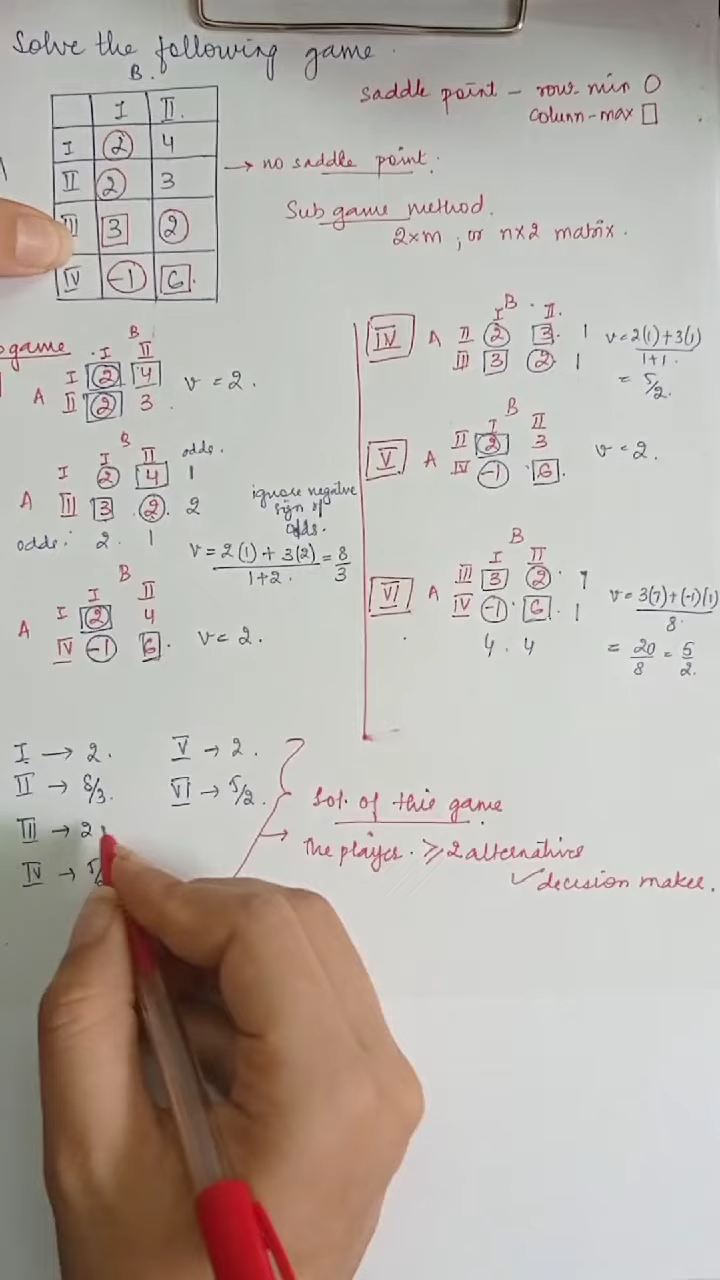 Solve the following game.
B.
I II.
I 2 4
II 2 3
III 3 2
IV -1 6.
saddle point - row min O
column-max □
→ no saddle point.
Sub game method.
2×m, or n×2 matrix.
game
B
I II
A I 2 4 v = 2.
II 2 3
B
I II odds.
A I 2 4 1
III 3 2 2
odds: 2. 1
ignore negative
sign of
odds.
v = 2(1) + 3(2) / 1+2. = 8/3
B
I II
A I 2 4
IV -1 6. v = 2.
B
I II.
IV A II 2 3. 1
III 3 2 1
v = 2(1)+3(1) / 1+1.
= 5/2.
B
I II
V A II 2 3
IV -1 6. v = 2.
B
I II
VI A III 3 2 7
IV -1 6. 1
4. 4
v = 3(7)+(-1)(1) / 8.
= 20/8 = 5/2.
I → 2.
II → 8/3.
III → 2
IV → 5/2
V → 2.
VI → 5/2.
Sol. of this game
→ The player. ≥ 2 alternatives
✓ decision maker.